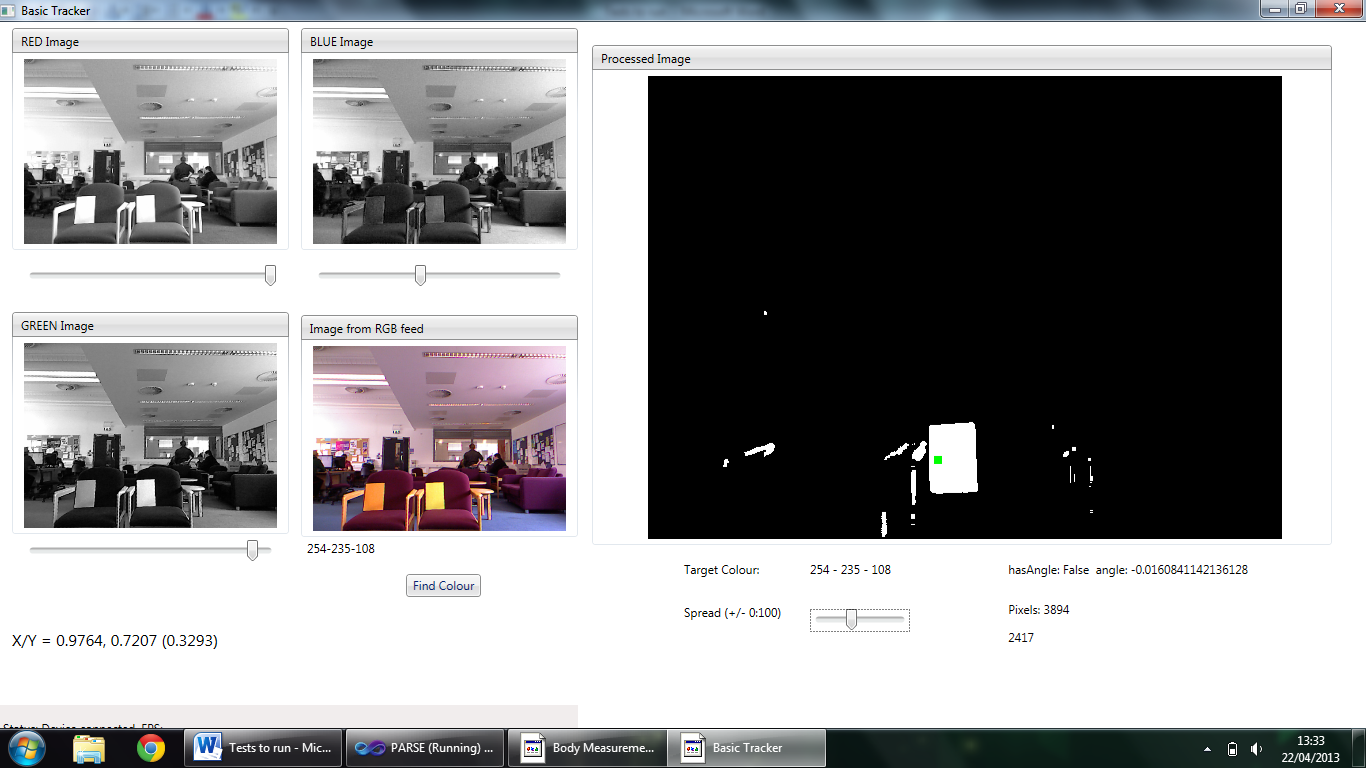 Basic Tracker
RED Image
BLUE Image
Processed Image
GREEN Image
Image from RGB feed
254-235-108
Find Colour
X/Y = 0.9764, 0.7207 (0.3293)
Target Colour:
254 - 235 - 108
hasAngle: False angle: -0.0160841142136128
Spread (+/- 0:100)
Pixels: 3894
2417
Status: Device connected, FPS:
Tests to run - Mic...
PARSE (Running) ...
Body Measureme...
Basic Tracker
13:33
22/04/2013